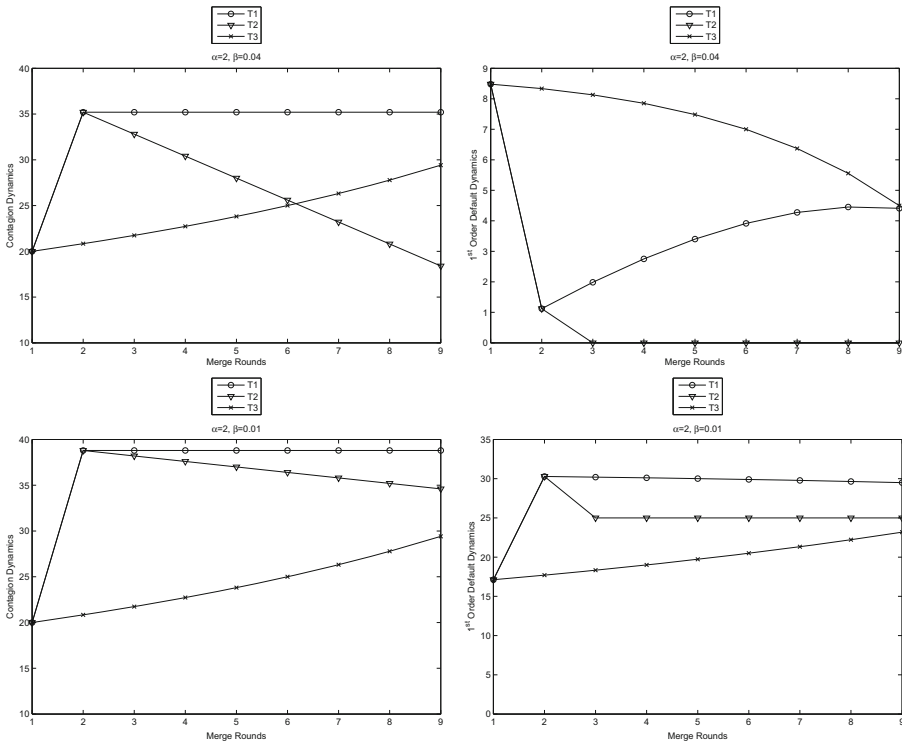 T1
T2
T3
α=2, β=0.04
40
35
30
25
20
15
10
Contagion Dynamics
1 2 3 4 5 6 7 8 9
Merge Rounds
T1
T2
T3
α=2, β=0.04
9
8
7
6
5
4
3
2
1
0
1st Order Default Dynamics
1 2 3 4 5 6 7 8 9
Merge Rounds
T1
T2
T3
α=2, β=0.01
40
35
30
25
20
15
10
Contagion Dynamics
1 2 3 4 5 6 7 8 9
Merge Rounds
T1
T2
T3
α=2, β=0.01
35
30
25
20
15
10
5
0
1st Order Default Dynamics
1 2 3 4 5 6 7 8 9
Merge Rounds